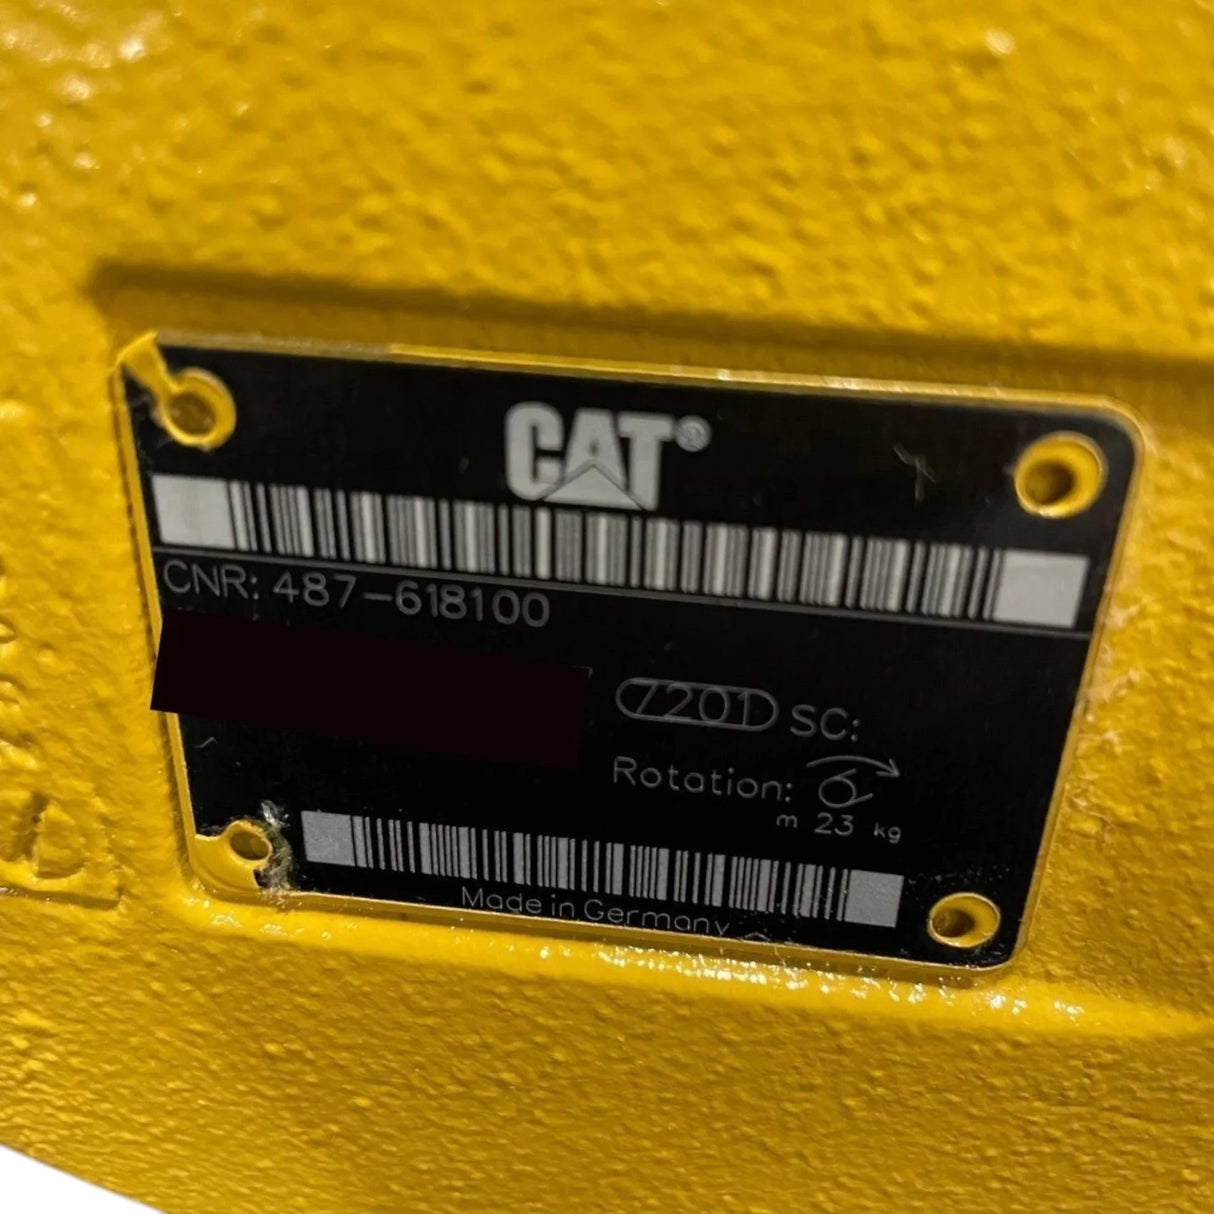 CAT®
CNR: 487-618100
7201 SC:
Rotation:
m 23 kg
Made in Germany